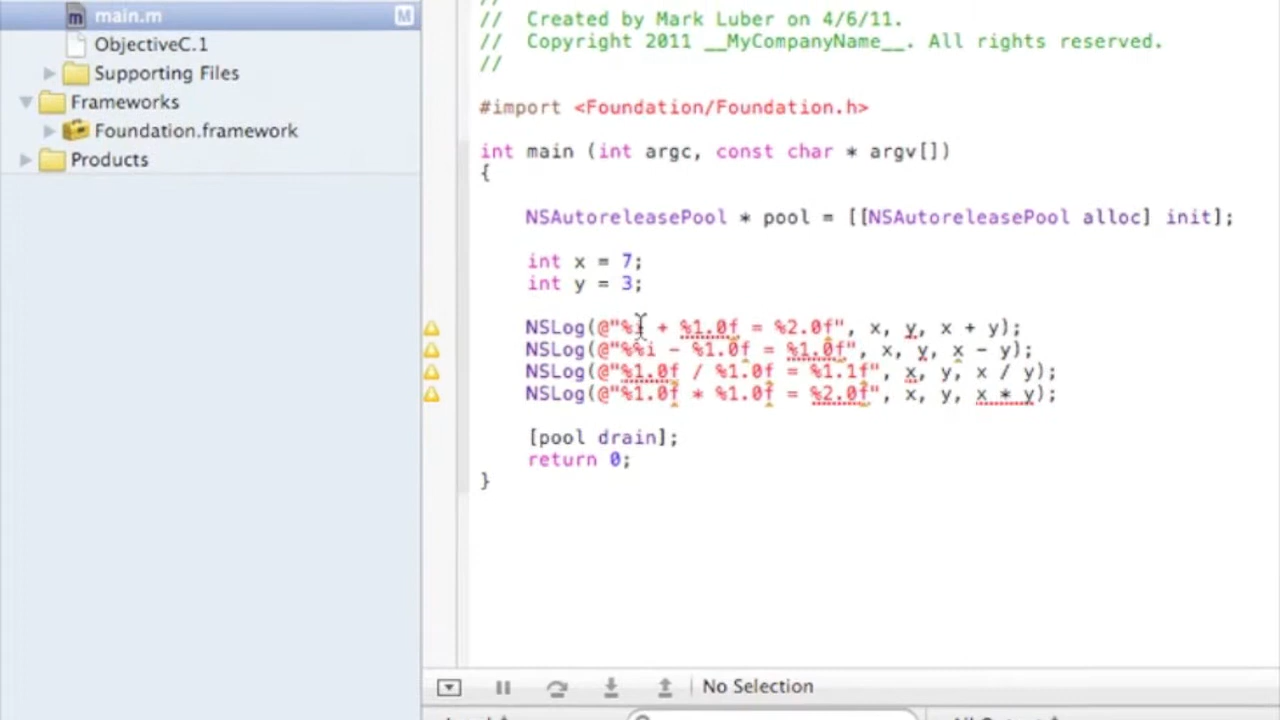 main.m
M
ObjectiveC.1
Supporting Files
Frameworks
Foundation.framework
Products
//
// Created by Mark Luber on 4/6/11.
// Copyright 2011 __MyCompanyName__. All rights reserved.
//
#import <Foundation/Foundation.h>
int main (int argc, const char * argv[])
{
NSAutoreleasePool * pool = [[NSAutoreleasePool alloc] init];
int x = 7;
int y = 3;
NSLog(@"%i + %1.0f = %2.0f", x, y, x + y);
NSLog(@"%%i - %1.0f = %1.0f", x, y, x - y);
NSLog(@"%1.0f / %1.0f = %1.1f", x, y, x / y);
NSLog(@"%1.0f * %1.0f = %2.0f", x, y, x * y);
[pool drain];
return 0;
}
No Selection